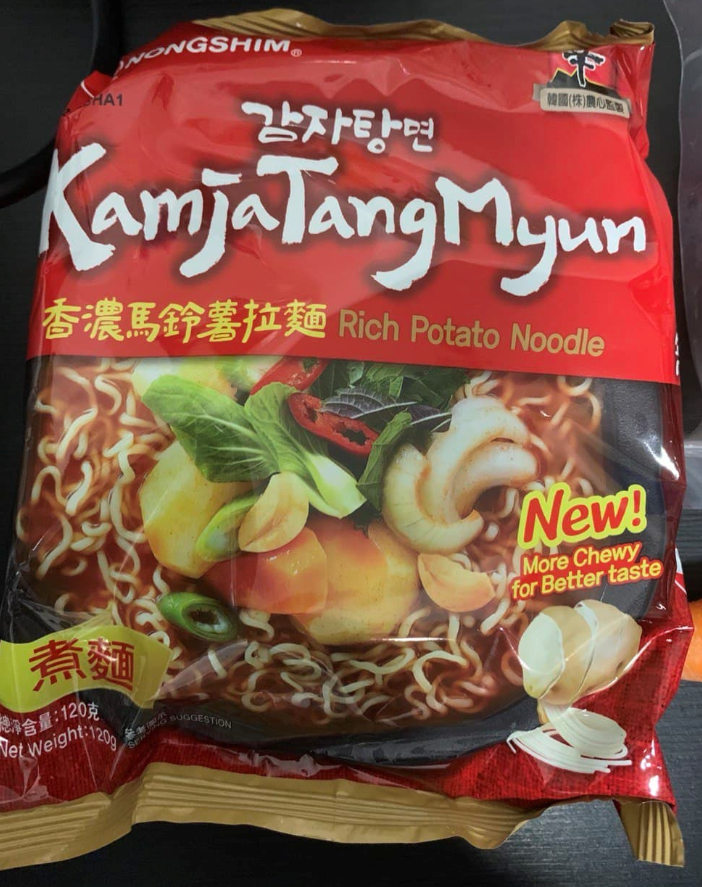 NONGSHIM®
韓國(株)農心監製
감자탕면
KamjaTangMyun
香濃馬鈴薯拉麵 Rich Potato Noodle
New!
More Chewy
for Better taste
煮麵
淨含量:120克
Net Weight:120g
SUGGESTION